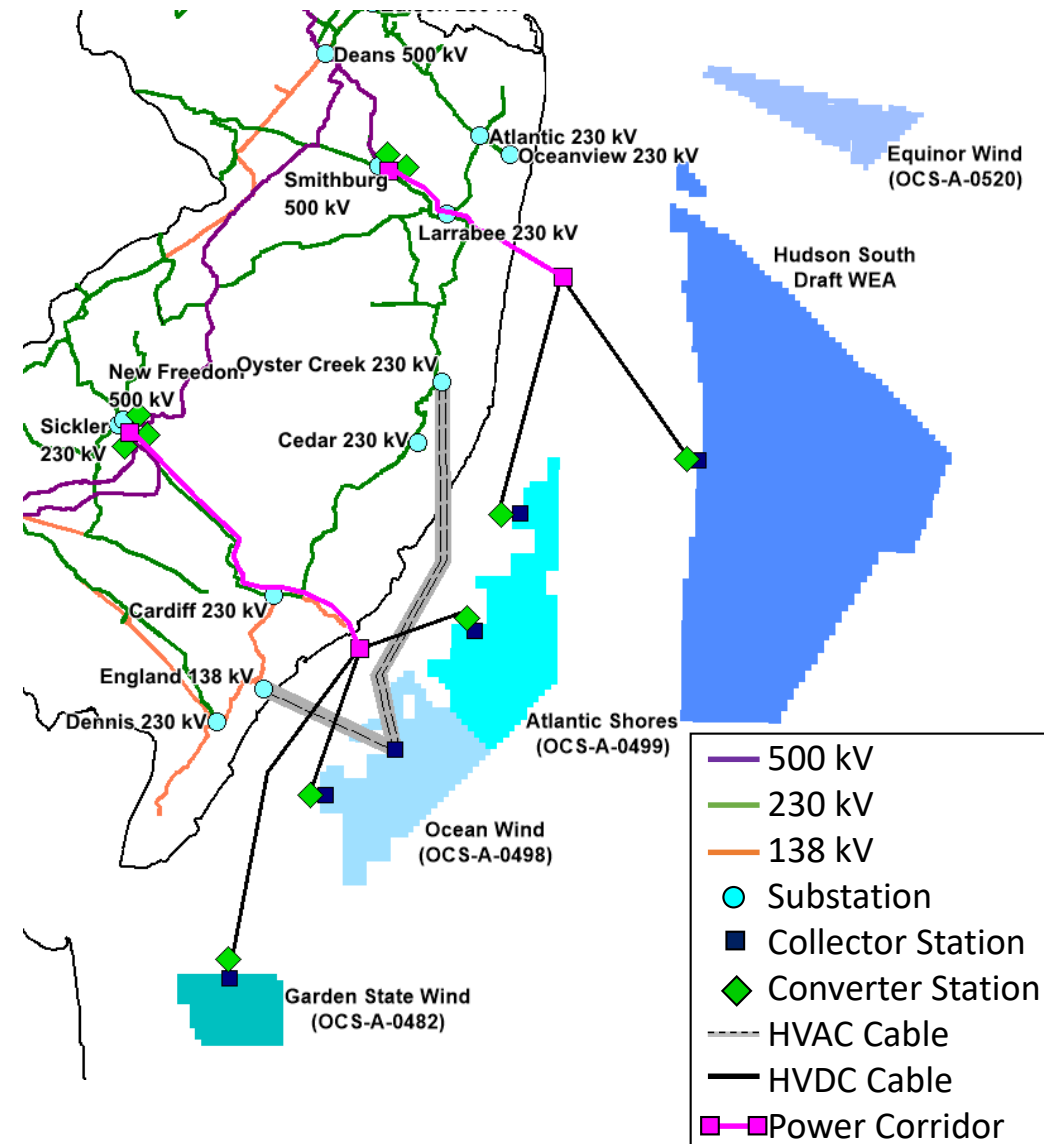 Deans 500 kV
Atlantic 230 kV
Oceanview 230 kV
Equinor Wind
(OCS-A-0520)
Smithburg
500 kV
Larrabee 230 kV
Hudson South
Draft WEA
New Freedom
500 kV
Oyster Creek 230 kV
Sickler
230 kV
Cedar 230 kV
Cardiff 230 kV
England 138 kV
Dennis 230 kV
Atlantic Shores
(OCS-A-0499)
Ocean Wind
(OCS-A-0498)
Garden State Wind
(OCS-A-0482)
500 kV
230 kV
138 kV
Substation
Collector Station
Converter Station
HVAC Cable
HVDC Cable
Power Corridor